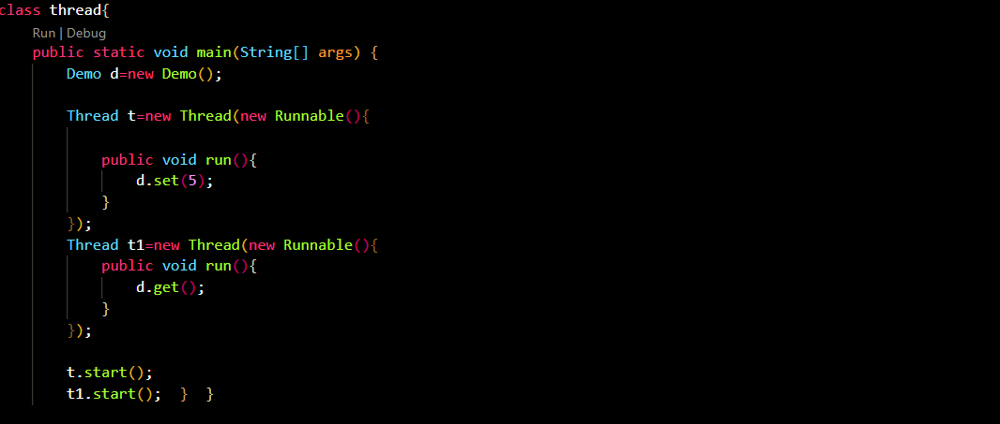 class thread{
Run | Debug
public static void main(String[] args) {
Demo d=new Demo();
Thread t=new Thread(new Runnable(){
public void run(){
d.set(5);
}
});
Thread t1=new Thread(new Runnable(){
public void run(){
d.get();
}
});
t.start();
t1.start();  }  }